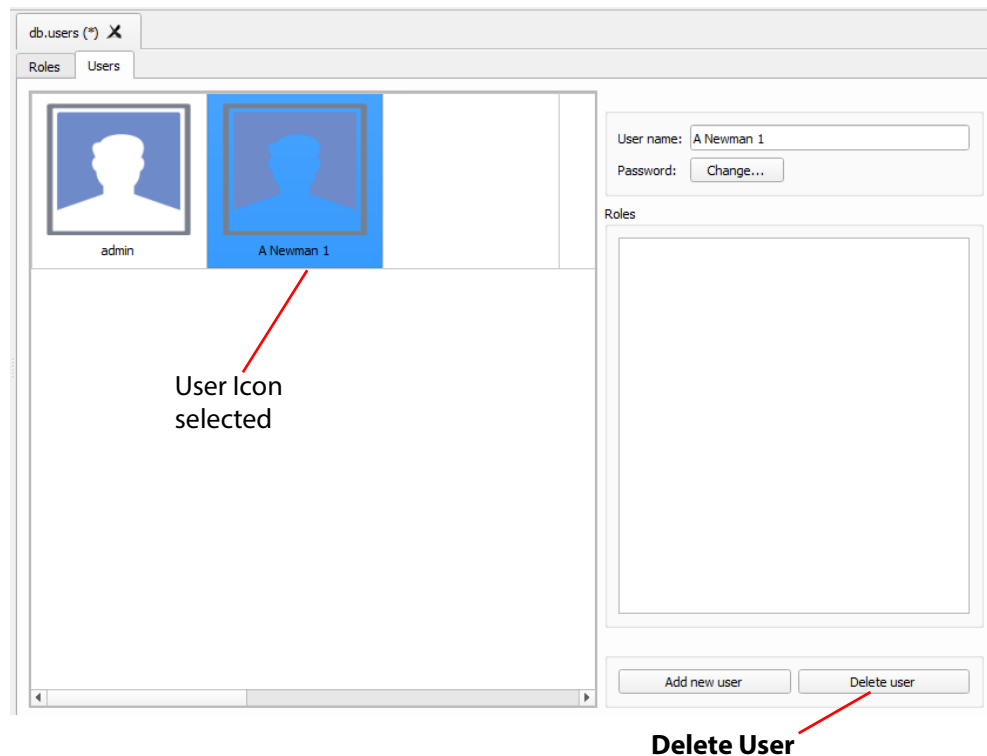 db.users (*) X
Roles Users
User name: A Newman 1
Password: Change...
Roles
admin A Newman 1
User Icon
selected
Add new user Delete user
Delete User